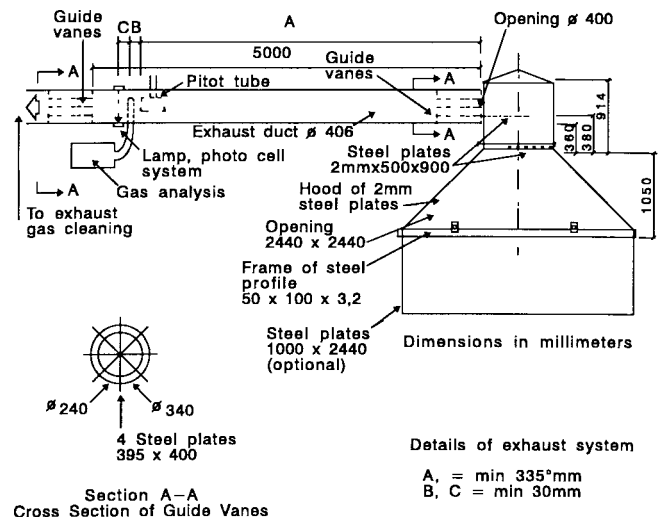 Guide
vanes
CB
A
Opening ø 400
5000
Guide
vanes
A
A
Pitot tube
914
360
380
Exhaust duct ø 406
A
Steel plates
2mmx500x900
Lamp, photo cell
system
Gas analysis
A
Hood of 2mm
steel plates
1050
To exhaust
gas cleaning
Opening
2440 x 2440
Frame of steel
profile
50 x 100 x 3,2
Steel plates
1000 x 2440
(optional)
Dimensions in millimeters
ø 240
ø 340
4 Steel plates
395 x 400
Section A-A
Cross Section of Guide Vanes
Details of exhaust system
A, = min 335°mm
B, C = min 30mm